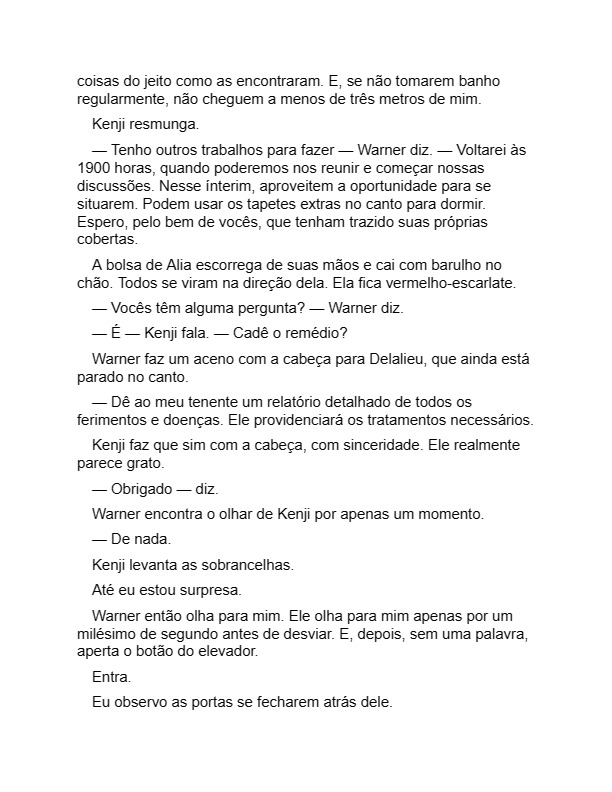 coisas do jeito como as encontraram. E, se não tomarem banho
regularmente, não cheguem a menos de três metros de mim.
Kenji resmunga.
— Tenho outros trabalhos para fazer — Warner diz. — Voltarei às
1900 horas, quando poderemos nos reunir e começar nossas
discussões. Nesse ínterim, aproveitem a oportunidade para se
situarem. Podem usar os tapetes extras no canto para dormir.
Espero, pelo bem de vocês, que tenham trazido suas próprias
cobertas.
A bolsa de Alia escorrega de suas mãos e cai com barulho no
chão. Todos se viram na direção dela. Ela fica vermelho-escarlate.
— Vocês têm alguma pergunta? — Warner diz.
— É — Kenji fala. — Cadê o remédio?
Warner faz um aceno com a cabeça para Delalieu, que ainda está
parado no canto.
— Dê ao meu tenente um relatório detalhado de todos os
ferimentos e doenças. Ele providenciará os tratamentos necessários.
Kenji faz que sim com a cabeça, com sinceridade. Ele realmente
parece grato.
— Obrigado — diz.
Warner encontra o olhar de Kenji por apenas um momento.
— De nada.
Kenji levanta as sobrancelhas.
Até eu estou surpresa.
Warner então olha para mim. Ele olha para mim apenas por um
milésimo de segundo antes de desviar. E, depois, sem uma palavra,
aperta o botão do elevador.
Entra.
Eu observo as portas se fecharem atrás dele.